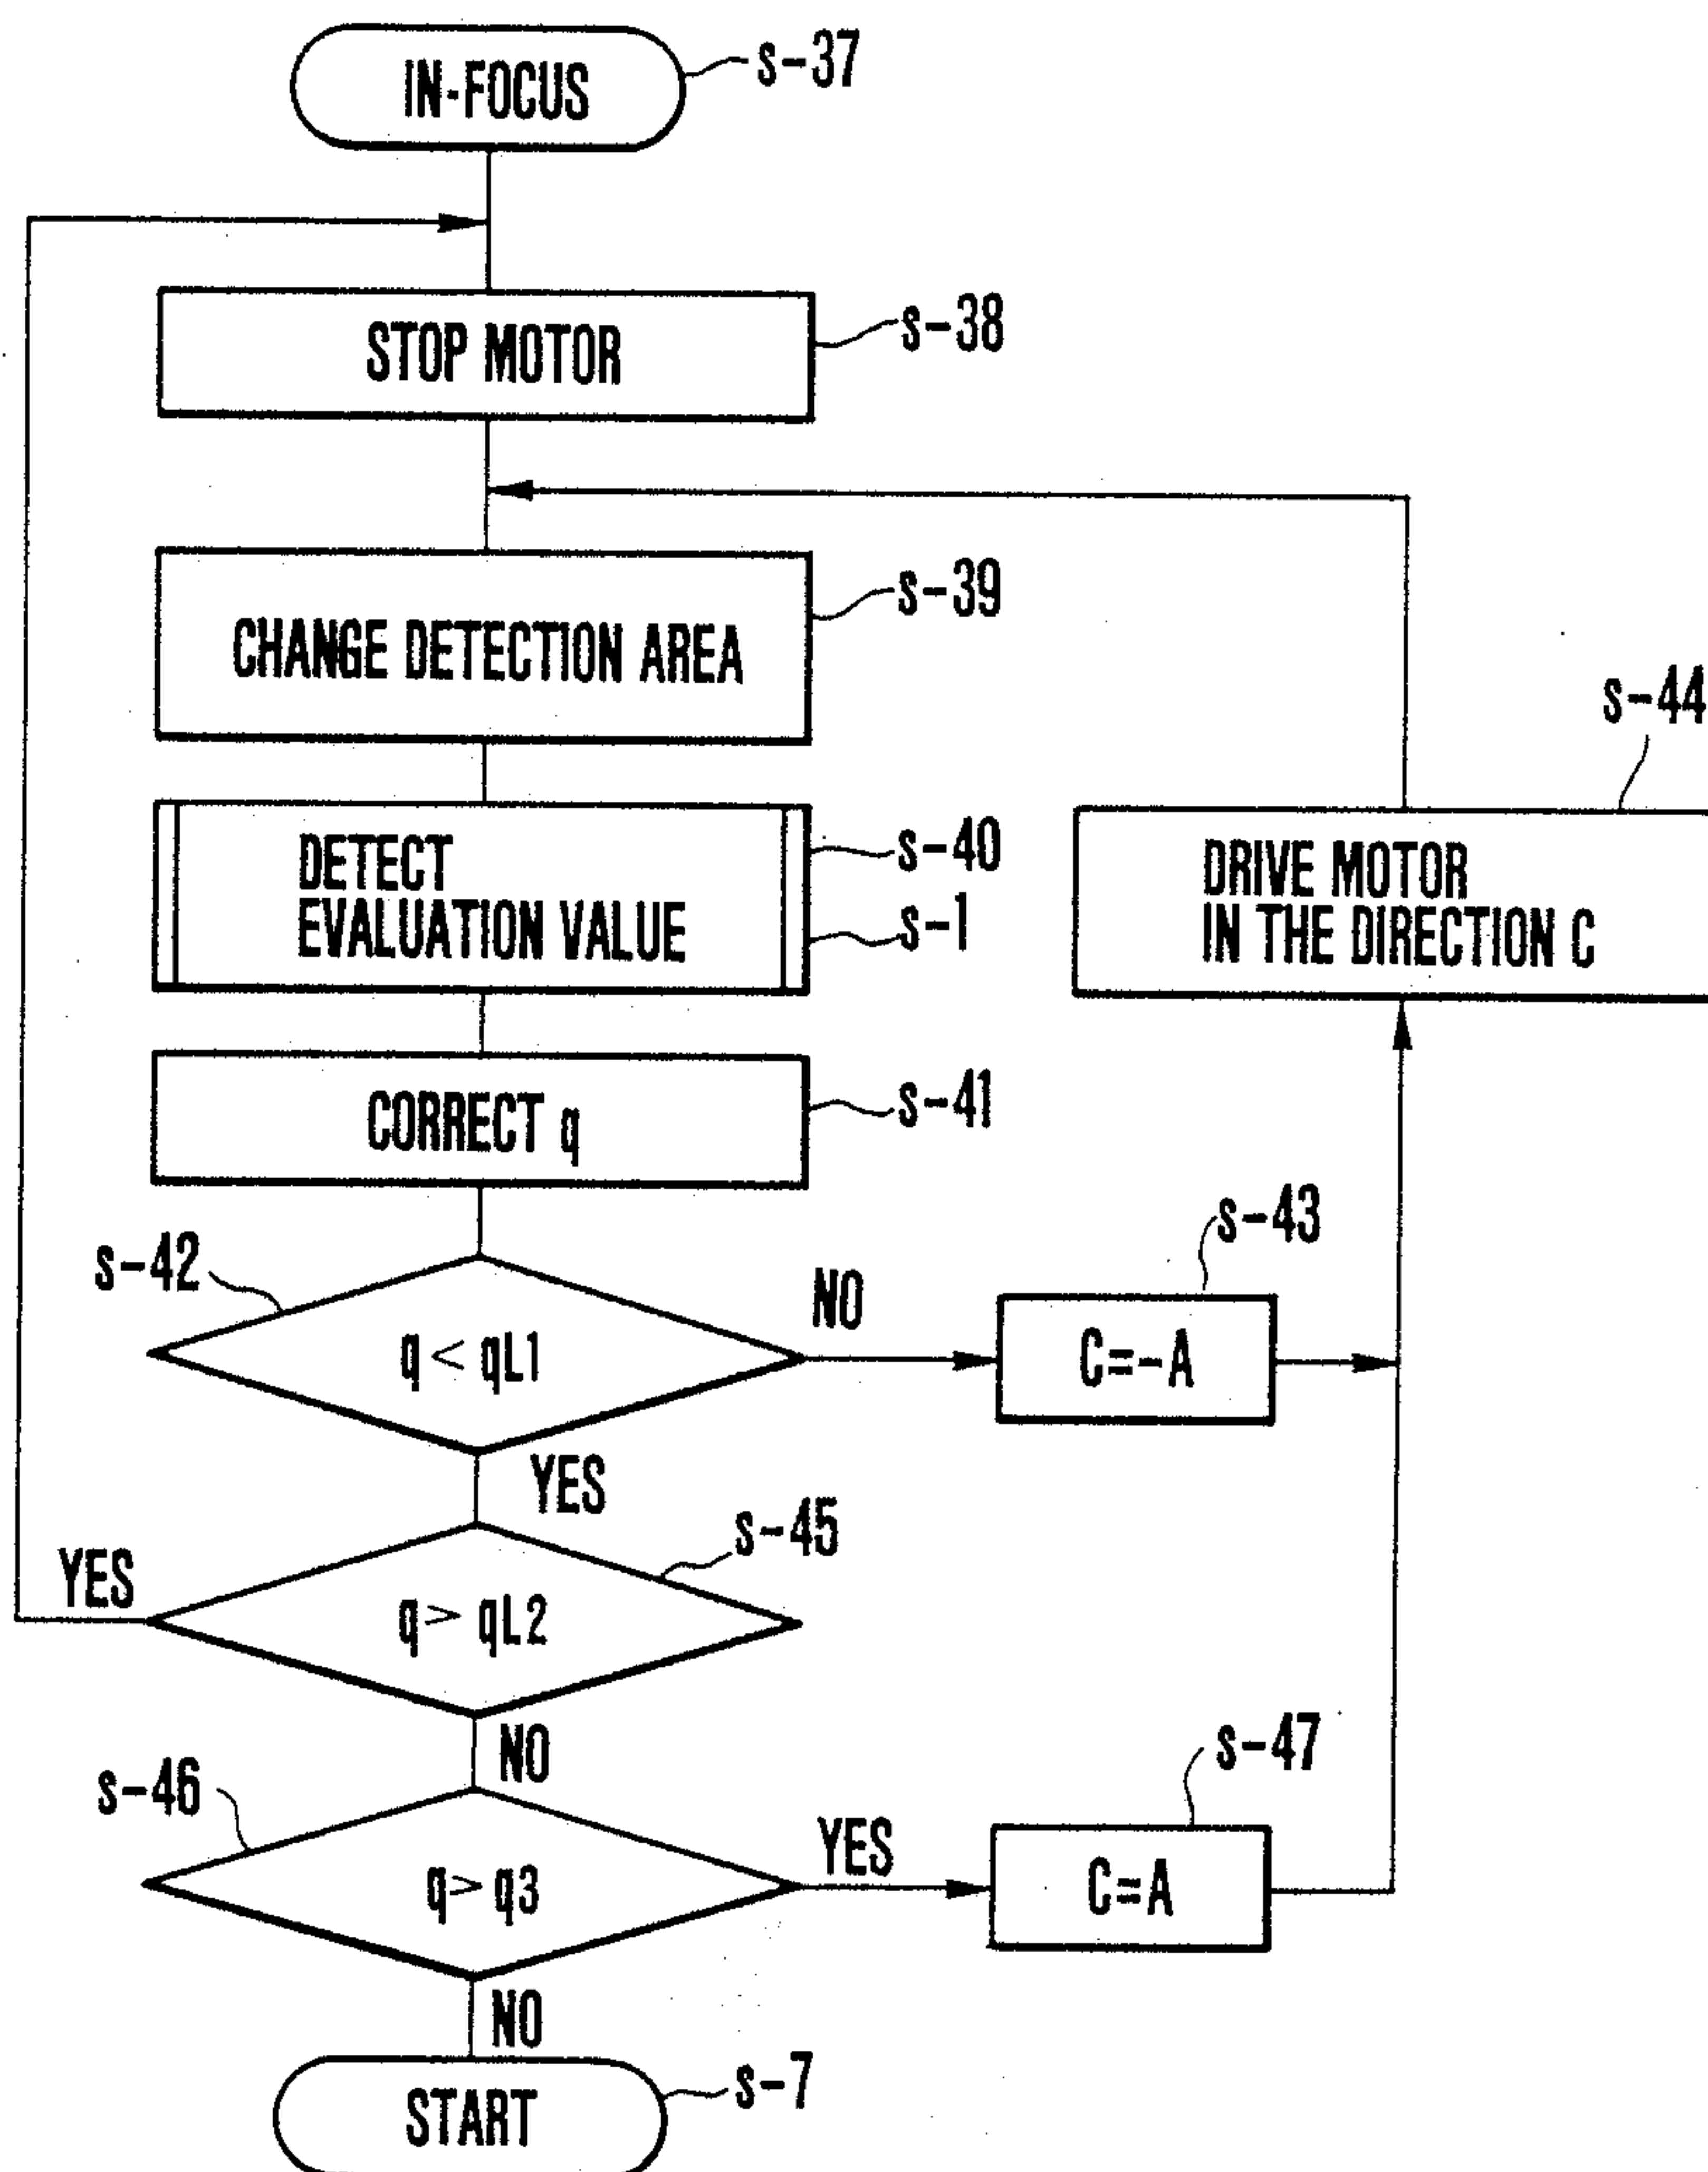 IN-FOCUS
s-37
STOP MOTOR
s-38
CHANGE DETECTION AREA
s-39
DETECT
EVALUATION VALUE
s-40
s-1
s-44
DRIVE MOTOR
IN THE DIRECTION C
CORRECT q
s-41
s-42
q < qL1
NO
s-43
C=-A
YES
s-45
YES
q > qL2
NO
s-46
q > q3
YES
s-47
C=A
NO
START
s-7